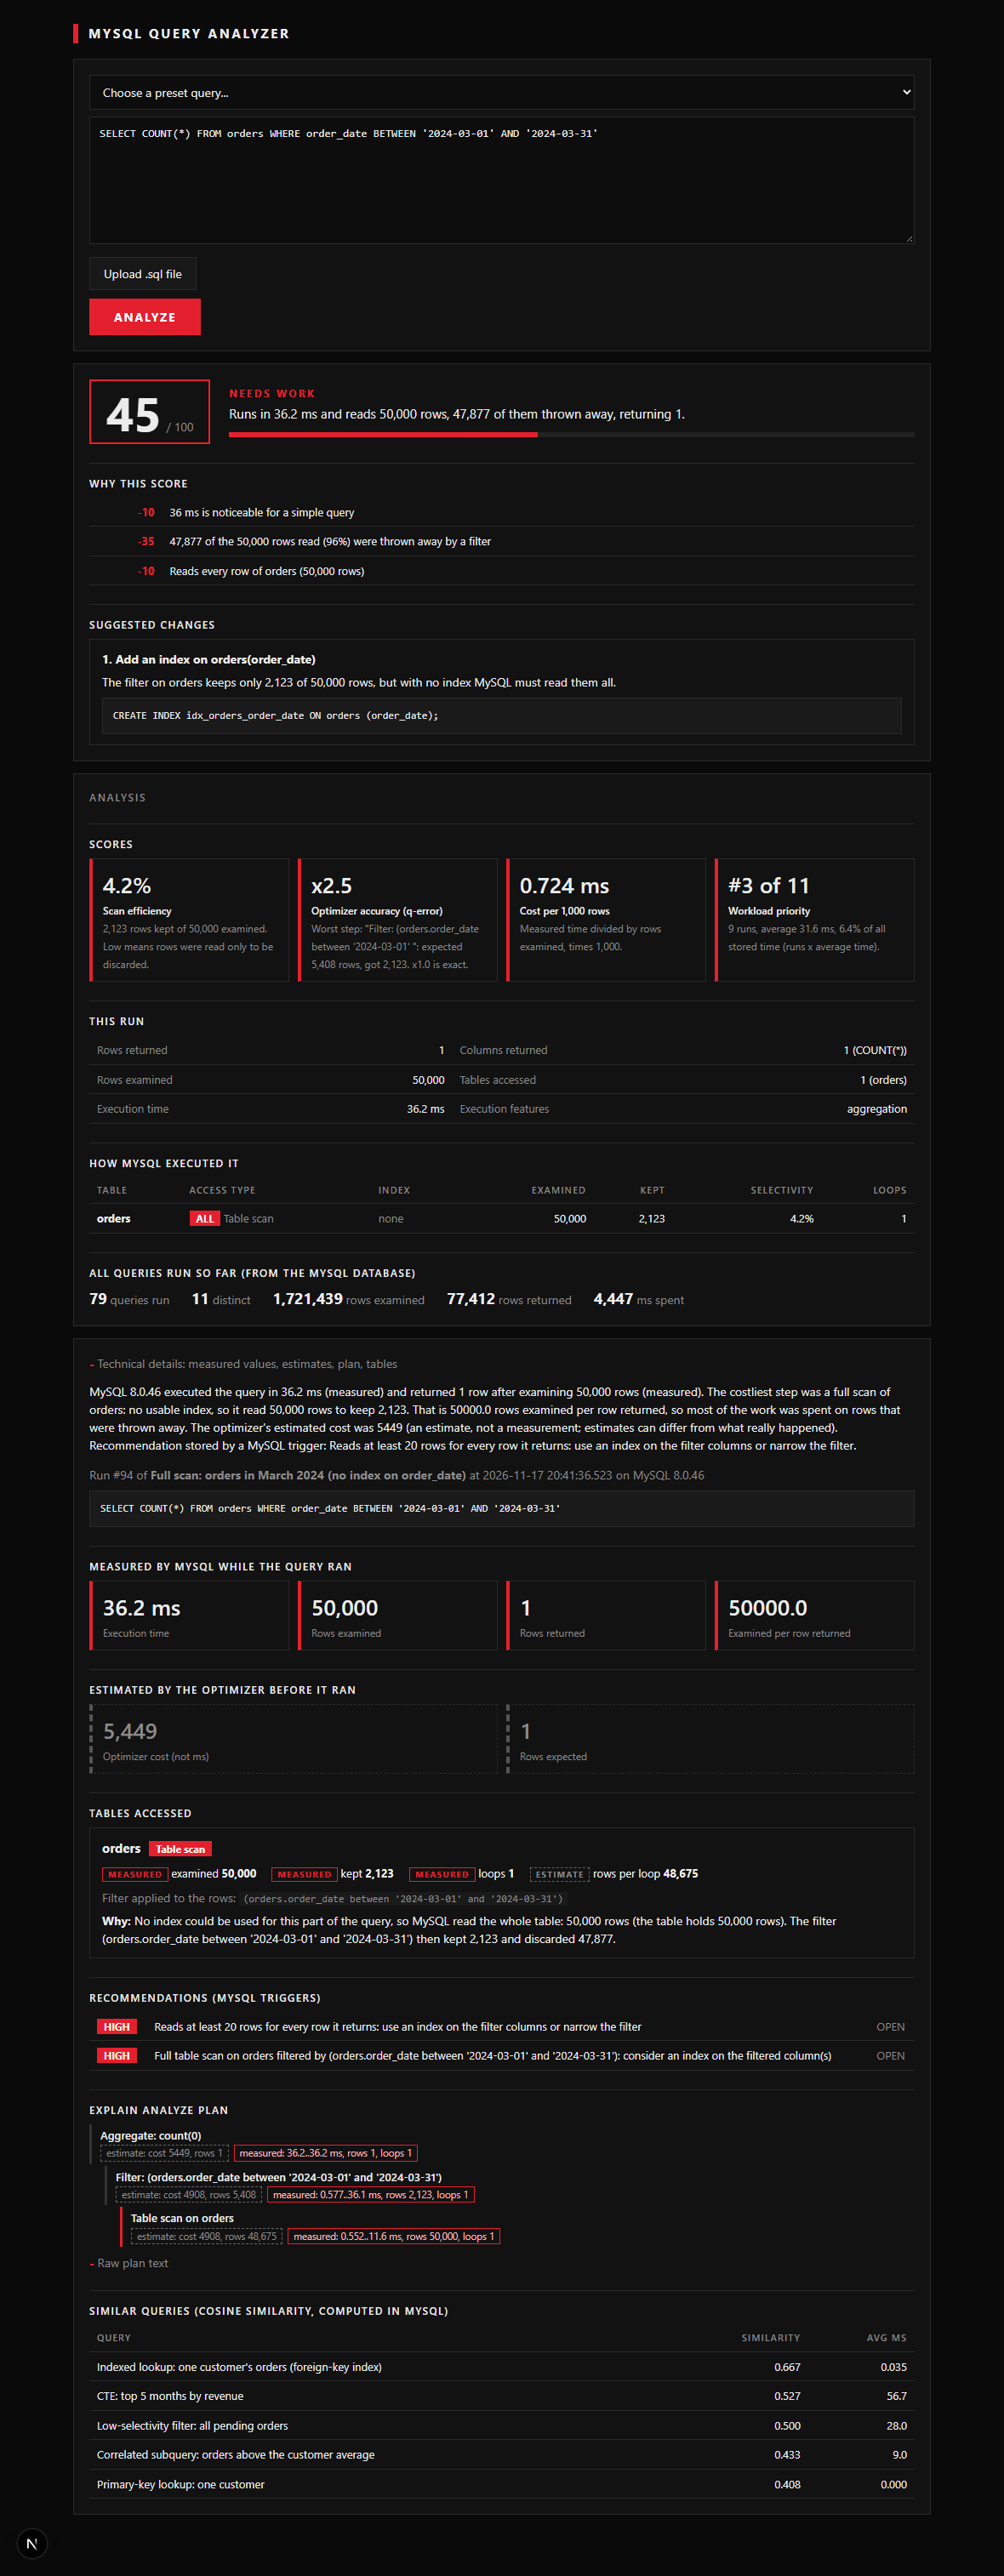 MYSQL QUERY ANALYZER
Choose a preset query...
SELECT COUNT(*) FROM orders WHERE order_date BETWEEN '2024-03-01' AND '2024-03-31'
Upload .sql file
ANALYZE
45 / 100
NEEDS WORK
Runs in 36.2 ms and reads 50,000 rows, 47,877 of them thrown away, returning 1.
WHY THIS SCORE
-10 36 ms is noticeable for a simple query
-35 47,877 of the 50,000 rows read (96%) were thrown away by a filter
-10 Reads every row of orders (50,000 rows)
SUGGESTED CHANGES
1. Add an index on orders(order_date)
The filter on orders keeps only 2,123 of 50,000 rows, but with no index MySQL must read them all.
CREATE INDEX idx_orders_order_date ON orders (order_date);
ANALYSIS
SCORES
4.2%
Scan efficiency
2,123 rows kept of 50,000 examined.
Low means rows were read only to be
discarded.
x2.5
Optimizer accuracy (q-error)
Worst step: "Filter: (orders.order_date
between '2024-03-01' ": expected
5,408 rows, got 2,123. x1.0 is exact.
0.724 ms
Cost per 1,000 rows
Measured time divided by rows
examined, times 1,000.
#3 of 11
Workload priority
9 runs, average 31.6 ms, 6.4% of all
stored time (runs x average time).
THIS RUN
Rows returned 1 Columns returned 1 (COUNT(*))
Rows examined 50,000 Tables accessed 1 (orders)
Execution time 36.2 ms Execution features aggregation
HOW MYSQL EXECUTED IT
TABLE ACCESS TYPE INDEX EXAMINED KEPT SELECTIVITY LOOPS
orders ALL Table scan none 50,000 2,123 4.2% 1
ALL QUERIES RUN SO FAR (FROM THE MYSQL DATABASE)
79 queries run 11 distinct 1,721,439 rows examined 77,412 rows returned 4,447 ms spent
- Technical details: measured values, estimates, plan, tables
MySQL 8.0.46 executed the query in 36.2 ms (measured) and returned 1 row after examining 50,000 rows (measured). The costliest step was a full scan of
orders: no usable index, so it read 50,000 rows to keep 2,123. That is 50000.0 rows examined per row returned, so most of the work was spent on rows that
were thrown away. The optimizer's estimated cost was 5449 (an estimate, not a measurement; estimates can differ from what really happened).
Recommendation stored by a MySQL trigger: Reads at least 20 rows for every row it returns: use an index on the filter columns or narrow the filter.
Run #94 of Full scan: orders in March 2024 (no index on order_date) at 2026-11-17 20:41:36.523 on MySQL 8.0.46
SELECT COUNT(*) FROM orders WHERE order_date BETWEEN '2024-03-01' AND '2024-03-31'
MEASURED BY MYSQL WHILE THE QUERY RAN
36.2 ms
Execution time
50,000
Rows examined
1
Rows returned
50000.0
Examined per row returned
ESTIMATED BY THE OPTIMIZER BEFORE IT RAN
5,449
Optimizer cost (not ms)
1
Rows expected
TABLES ACCESSED
orders Table scan
MEASURED examined 50,000 MEASURED kept 2,123 MEASURED loops 1 ESTIMATE rows per loop 48,675
Filter applied to the rows: (orders.order_date between '2024-03-01' and '2024-03-31')
Why: No index could be used for this part of the query, so MySQL read the whole table: 50,000 rows (the table holds 50,000 rows). The filter
(orders.order_date between '2024-03-01' and '2024-03-31') then kept 2,123 and discarded 47,877.
RECOMMENDATIONS (MYSQL TRIGGERS)
HIGH Reads at least 20 rows for every row it returns: use an index on the filter columns or narrow the filter OPEN
HIGH Full table scan on orders filtered by (orders.order_date between '2024-03-01' and '2024-03-31'): consider an index on the filtered column(s) OPEN
EXPLAIN ANALYZE PLAN
Aggregate: count(0)
estimate: cost 5449, rows 1 measured: 36.2..36.2 ms, rows 1, loops 1
Filter: (orders.order_date between '2024-03-01' and '2024-03-31')
estimate: cost 4908, rows 5,408 measured: 0.577..36.1 ms, rows 2,123, loops 1
Table scan on orders
estimate: cost 4908, rows 48,675 measured: 0.552..11.6 ms, rows 50,000, loops 1
- Raw plan text
SIMILAR QUERIES (COSINE SIMILARITY, COMPUTED IN MYSQL)
QUERY SIMILARITY AVG MS
Indexed lookup: one customer's orders (foreign-key index) 0.667 0.035
CTE: top 5 months by revenue 0.527 56.7
Low-selectivity filter: all pending orders 0.500 28.0
Correlated subquery: orders above the customer average 0.433 9.0
Primary-key lookup: one customer 0.408 0.000
N